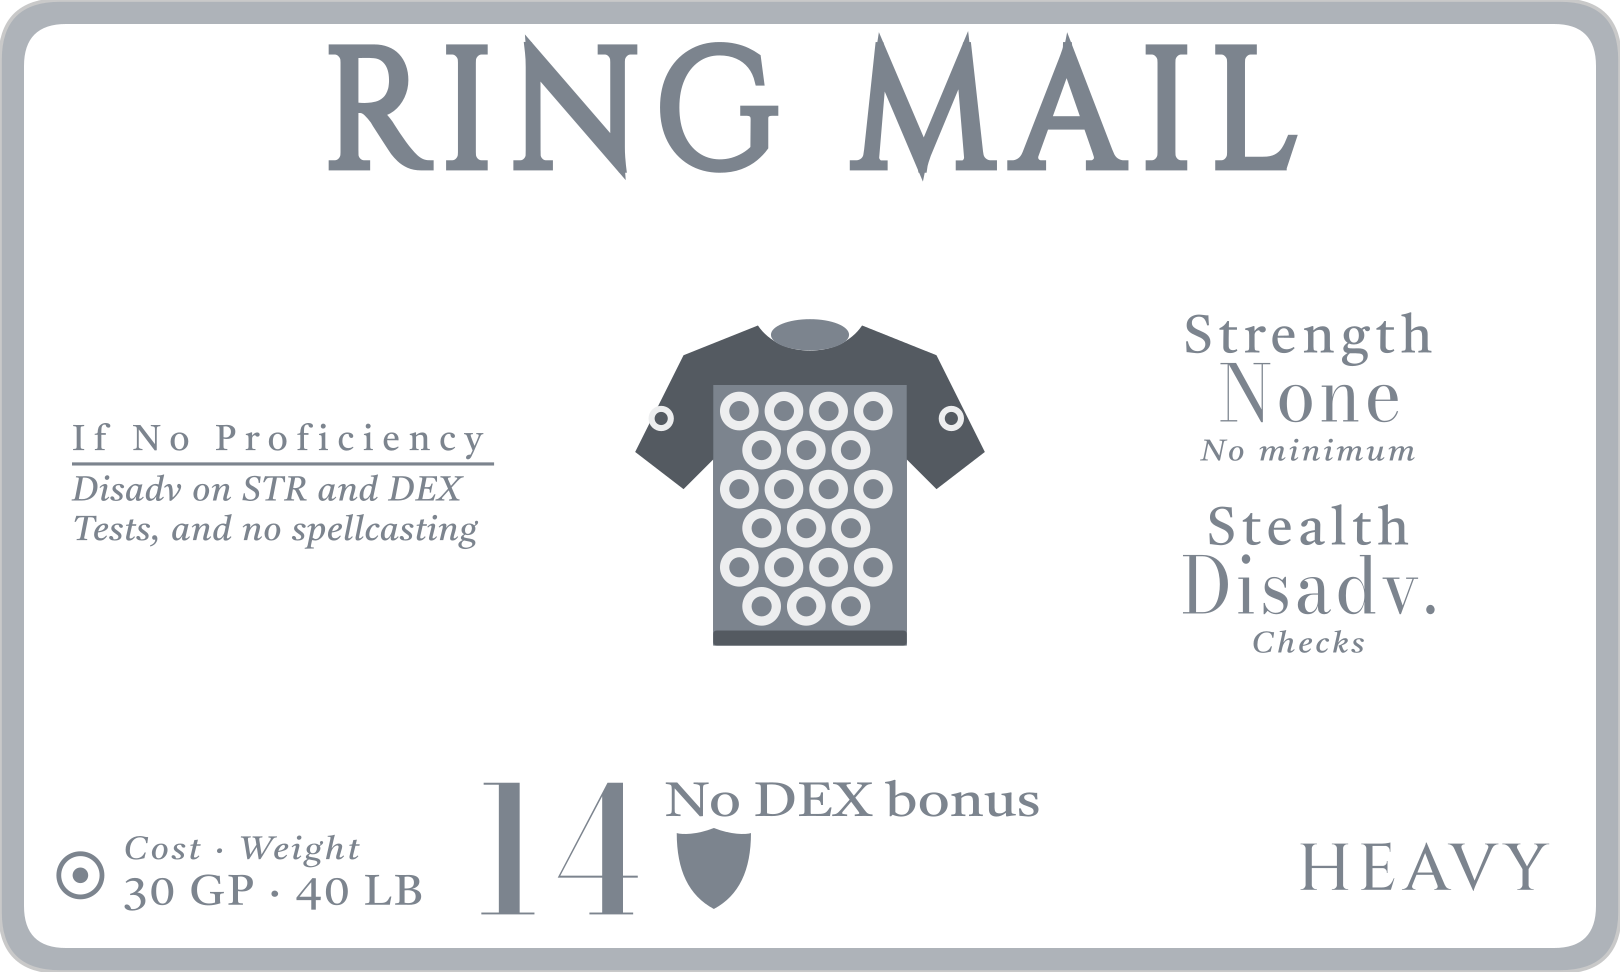 RING MAIL
If No Proficiency
Disadv on STR and DEX
Tests, and no spellcasting
Strength
None
No minimum
Stealth
Disadv.
Checks
Cost · Weight
30 GP · 40 LB
14
No DEX bonus
HEAVY